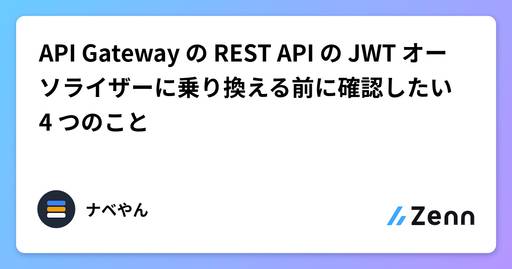 API Gateway の REST API の JWT オー
ソライザーに乗り換える前に確認したい
4 つのこと
ナベやん
Zenn